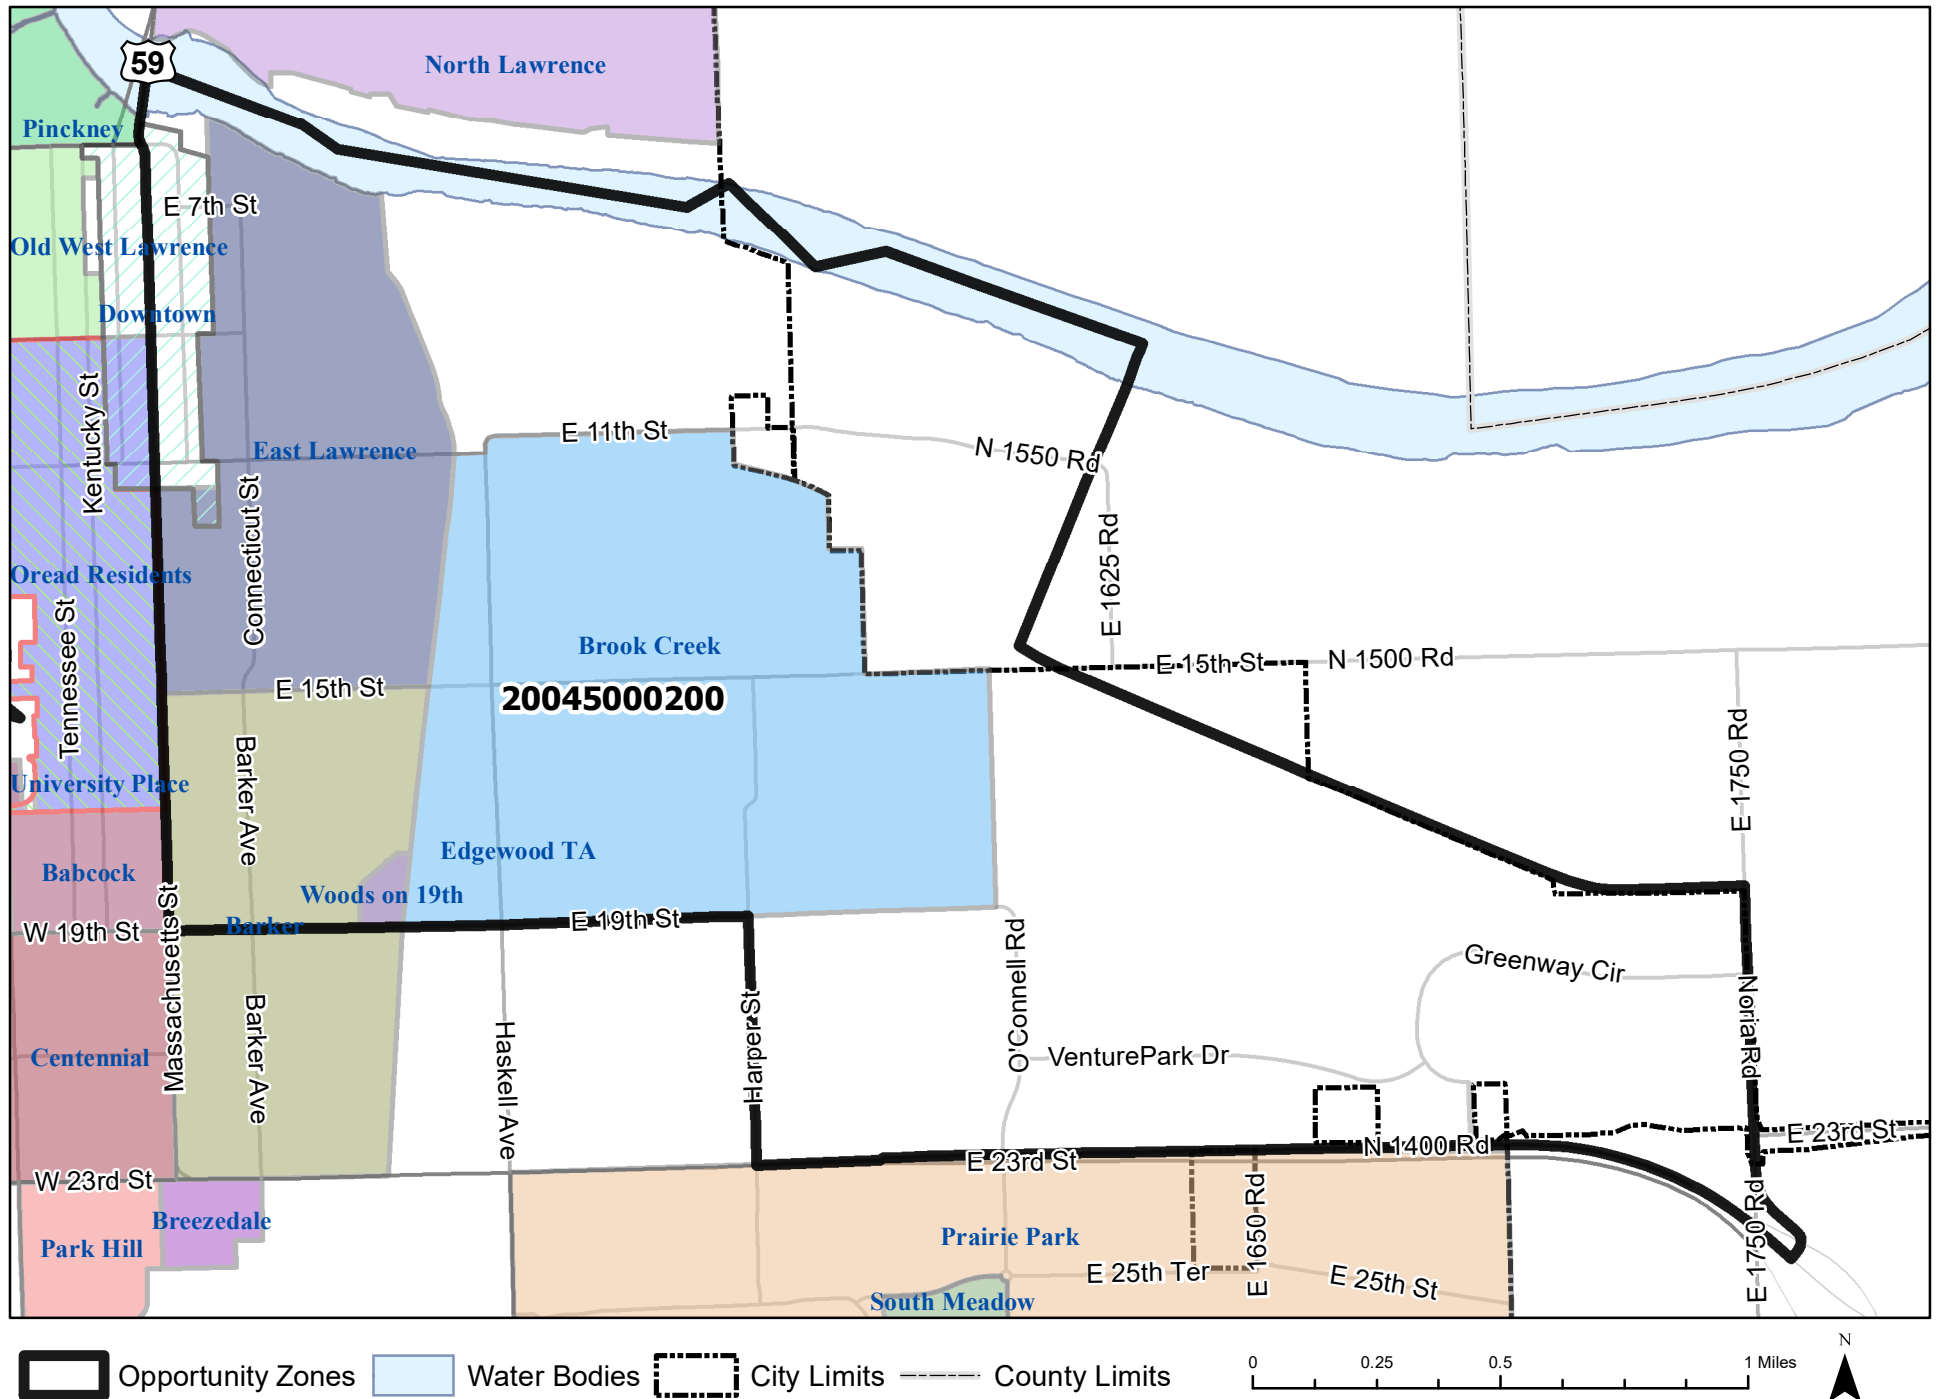 59
North Lawrence
Pinckney
E 7th St
Old West Lawrence
Downtown
Kentucky St
E 11th St
East Lawrence
N 1550 Rd
Connecticut St
E 1625 Rd
Oread Residents
Tennessee St
Brook Creek
E 15th St
N 1500 Rd
E 15th St
20045000200
E 1750 Rd
Barker Ave
University Place
Edgewood TA
Babcock
Woods on 19th
Massachusetts St
W 19th St
Barker
E 19th St
O'Connell Rd
Greenway Cir
Noria Rd
Barker Ave
Haskell Ave
Harper St
Centennial
VenturePark Dr
E 23rd St
N 1400 Rd
E 23rd St
W 23rd St
E 1650 Rd
E 1750 Rd
Breezedale
Park Hill
Prairie Park
E 25th Ter
E 25th St
South Meadow
Opportunity Zones
Water Bodies
City Limits
County Limits
0 0.25 0.5 1 Miles
N